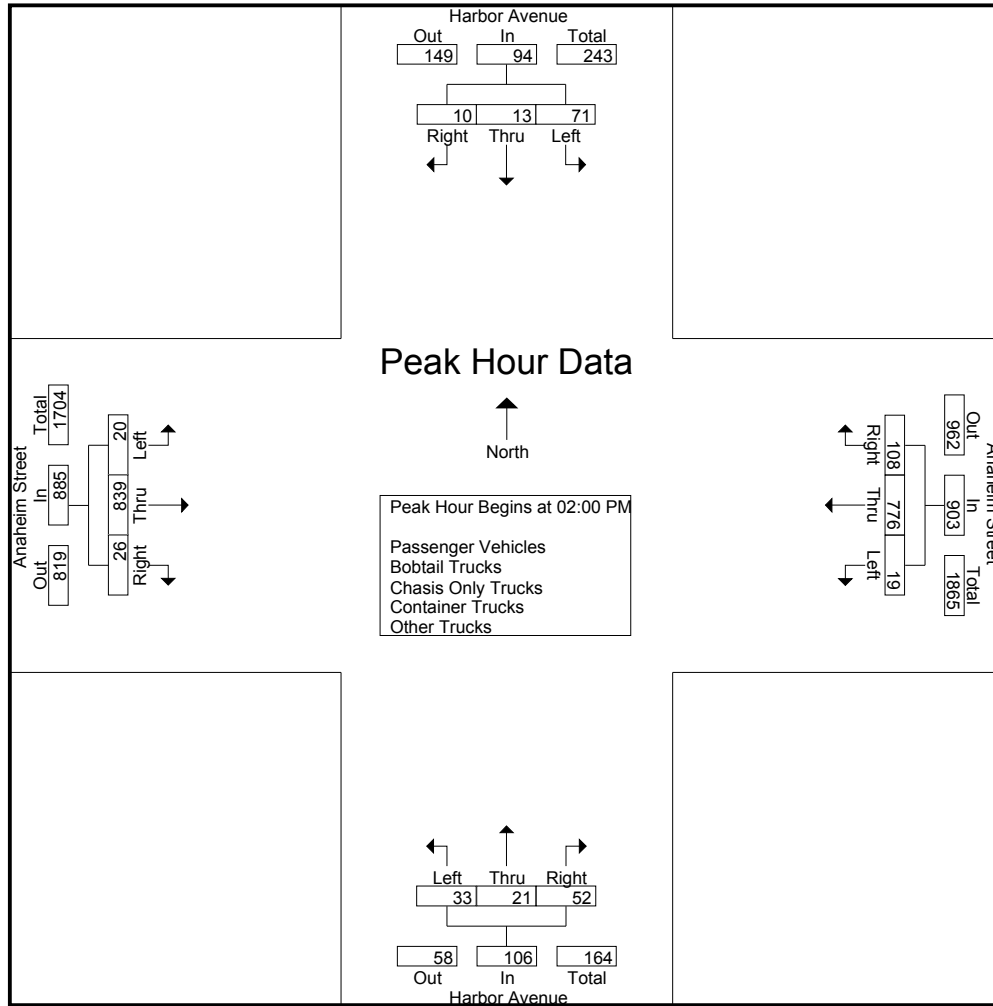 Harbor Avenue
Out In Total
149 94 243
10 13 71
Right Thru Left
Peak Hour Data
North
Peak Hour Begins at 02:00 PM
Passenger Vehicles
Bobtail Trucks
Chasis Only Trucks
Container Trucks
Other Trucks
Anaheim Street
Out In Total
819 885 1704
26 839 20
Right Thru Left
Anaheim Street
Out In Total
962 903 1865
108 776 19
Right Thru Left
Left Thru Right
33 21 52
58 106 164
Out In Total
Harbor Avenue